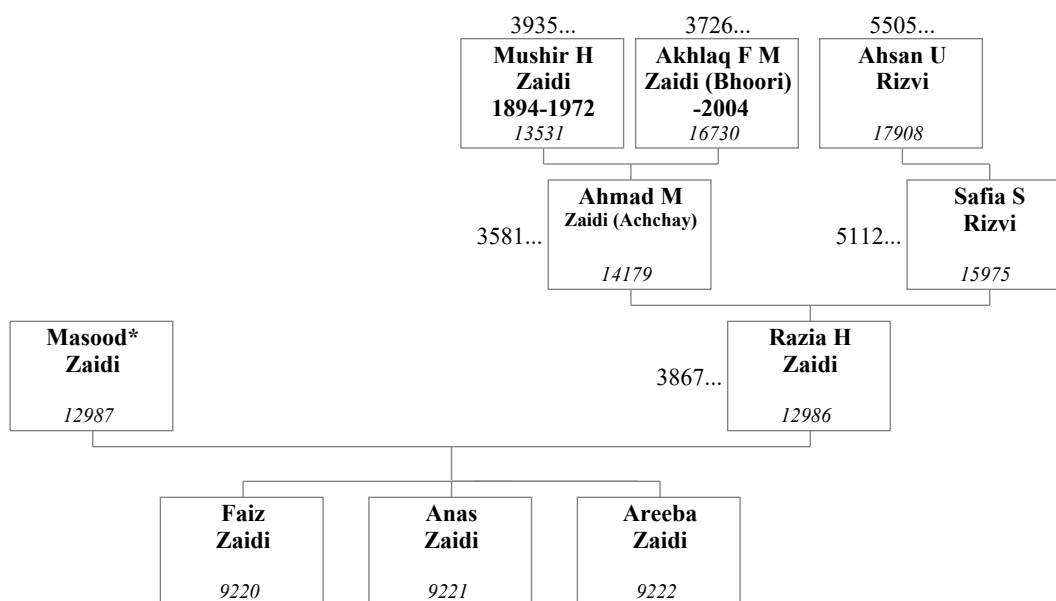 3935...
Mushir H
Zaidi
1894-1972
13531
3726...
Akhlaq F M
Zaidi (Bhoori)
-2004
16730
5505...
Ahsan U
Rizvi
17908
3581...
Ahmad M
Zaidi (Achchay)
14179
5112...
Safia S
Rizvi
15975
Masood*
Zaidi
12987
3867...
Razia H
Zaidi
12986
Faiz
Zaidi
9220
Anas
Zaidi
9221
Areeba
Zaidi
9222